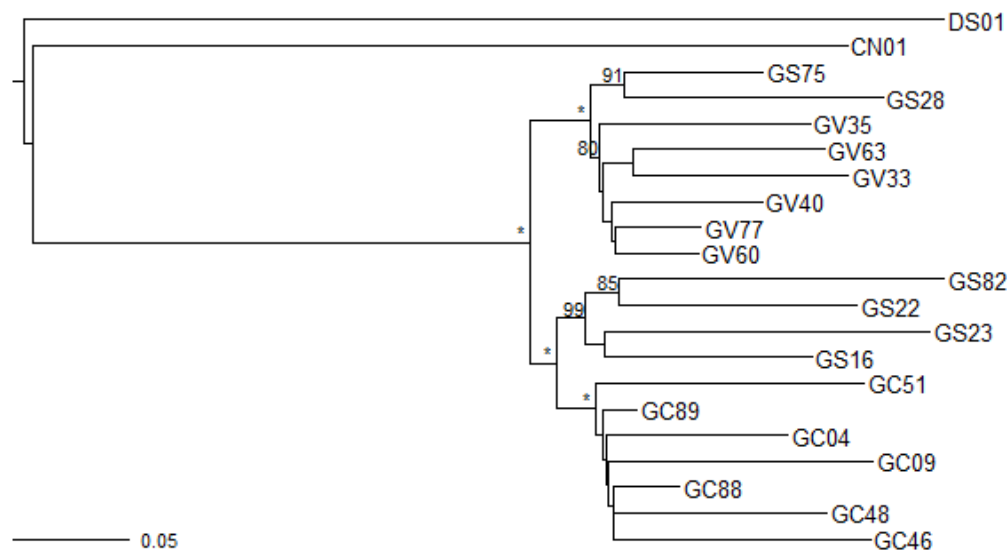 DS01
CN01
91 GS75
GS28
*
GV35
80 GV63
GV33
GV40
GV77
* GV60
85 GS82
99 GS22
GS23
* GS16
* GC51
GC89
GC04
GC09
GC88
GC48
0.05 GC46